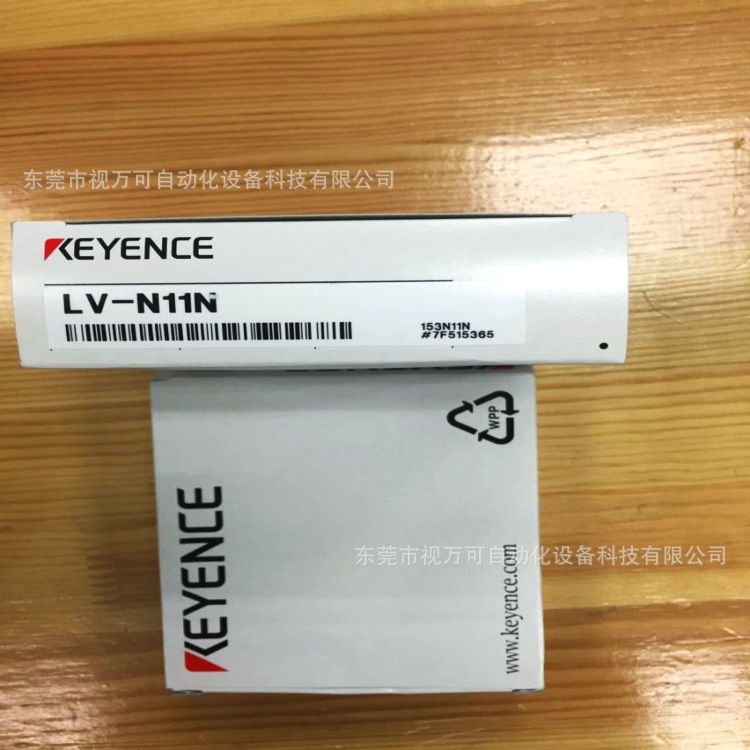 东莞市视万可自动化设备科技有限公司
KEYENCE
LV-N11N
153N11N
#7F515365
WPP
KEYENCE
www.keyence.com
东莞市视万可自动化设备科技有限公司